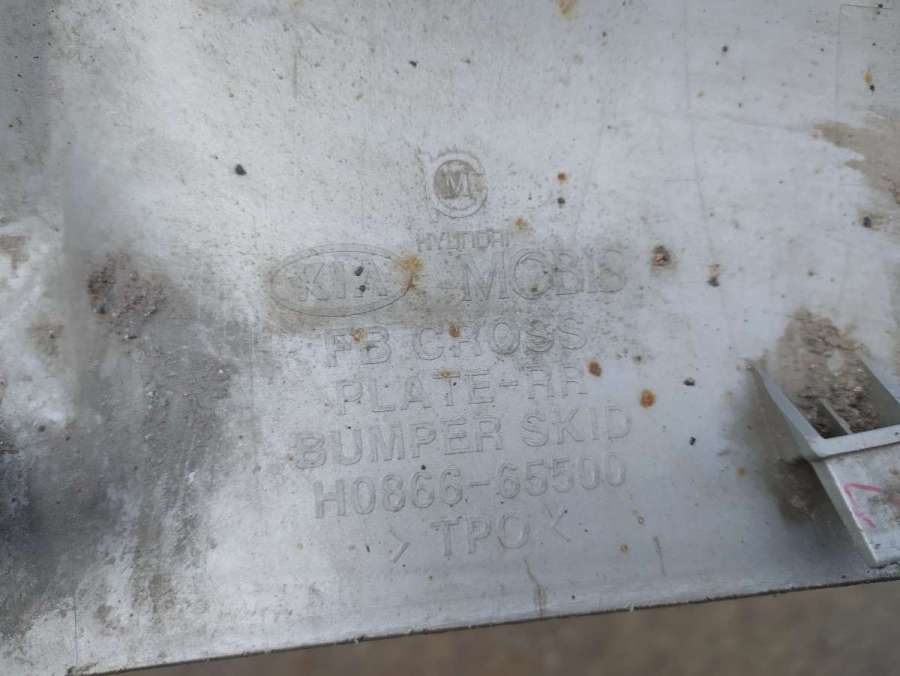 M
HYUNDAI
KIA MOBIS
FB CROSS
PLATE-RR
BUMPER SKID
H0866-65500
>TPO<